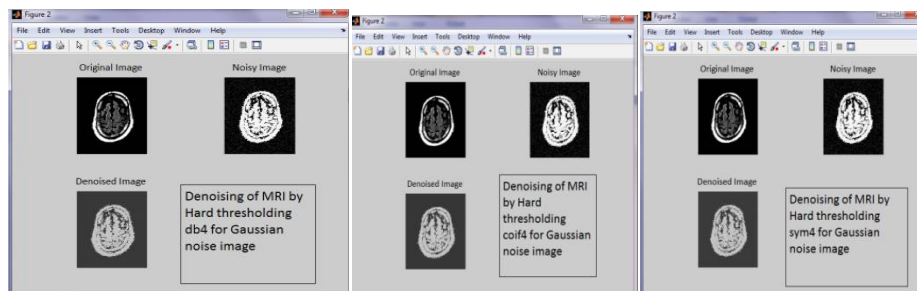 Figure 2
File Edit View Insert Tools Desktop Window Help
Original Image
Noisy Image
Denoised Image
Denoising of MRI by
Hard thresholding
db4 for Gaussian
noise image
Figure 2
File Edit View Insert Tools Desktop Window Help
Original Image
Noisy Image
Denoised Image
Denoising of MRI
by Hard
thresholding
coif4 for Gaussian
noise image
Figure 2
File Edit View Insert Tools Desktop Window Help
Original Image
Noisy Image
Denoised Image
Denoising of MRI by
Hard thresholding
sym4 for Gaussian
noise image